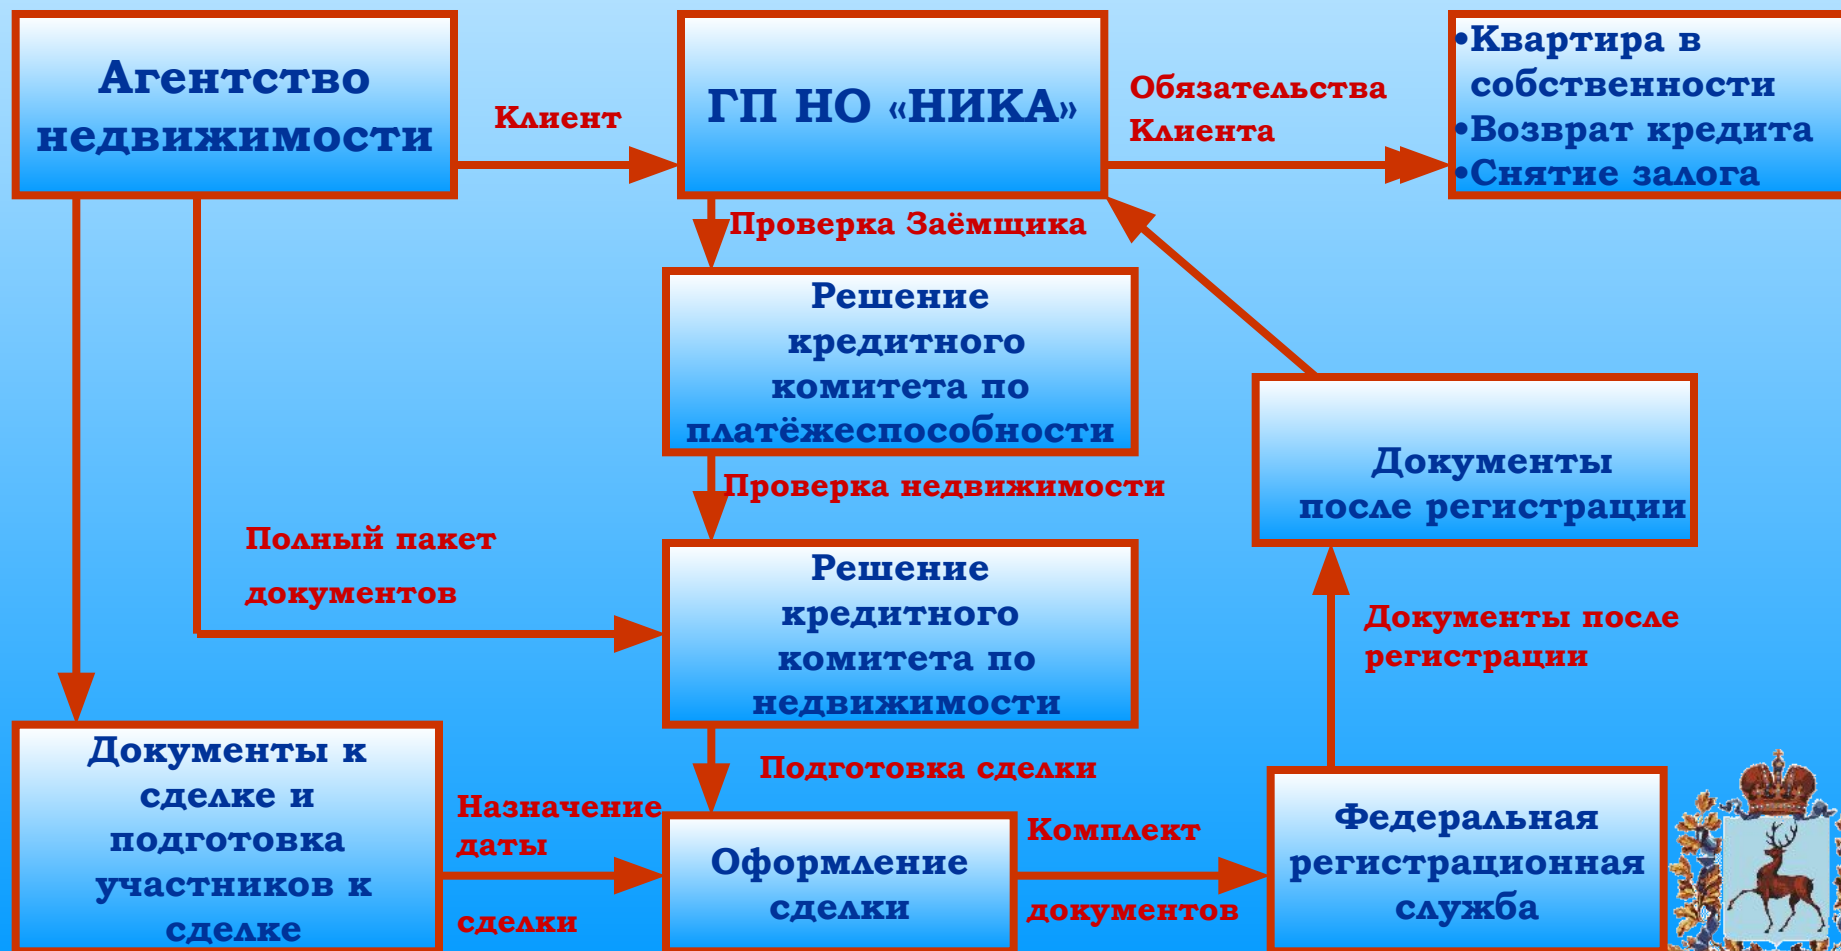 Агентство
недвижимости
Клиент
ГП НО «НИКА»
Обязательства
Клиента
•Квартира в
собственности
•Возврат кредита
•Снятие залога
Проверка Заёмщика
Решение
кредитного
комитета по
платёжеспособности
Проверка недвижимости
Полный пакет
документов
Решение
кредитного
комитета по
недвижимости
Документы
после регистрации
Документы после
регистрации
Подготовка сделки
Документы к
сделке и
подготовка
участников к
сделке
Назначение
даты
сделки
Оформление
сделки
Комплект
документов
Федеральная
регистрационная
служба